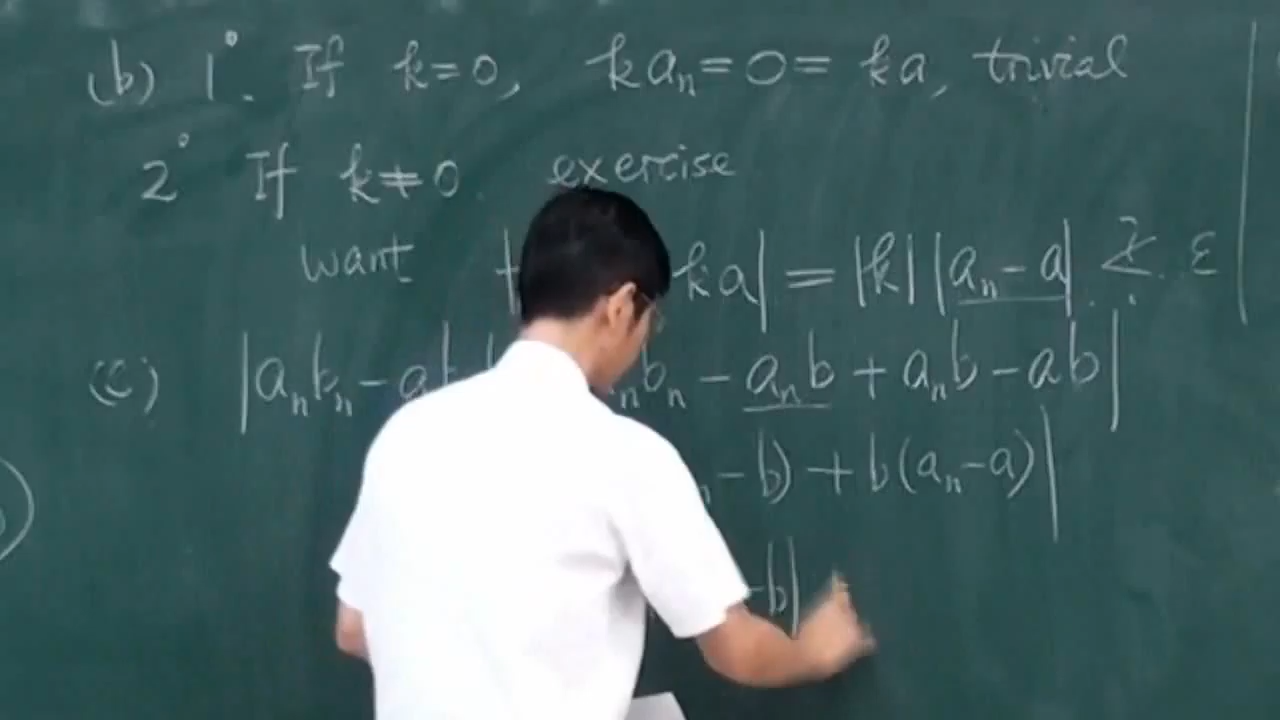 (b) 1°. If k=0, ka_n=0=ka, trivial
2° If k≠0. exercise
want ka| = |k||a_n-a| < ε
(c) |a_n b_n - ab b_n - a_n b + a_n b - ab|
-b) + b(a_n-a)|
-b|